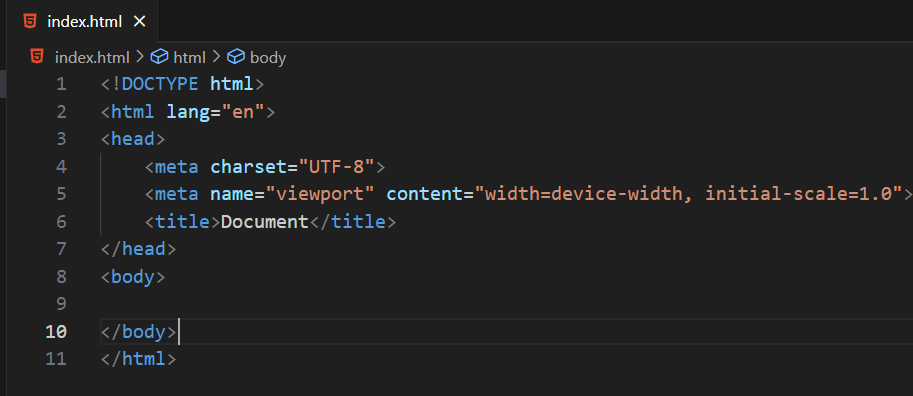 index.html
index.html > html > body
1 <!DOCTYPE html>
2 <html lang="en">
3 <head>
4     <meta charset="UTF-8">
5     <meta name="viewport" content="width=device-width, initial-scale=1.0">
6     <title>Document</title>
7 </head>
8 <body>
9
10 </body>
11 </html>